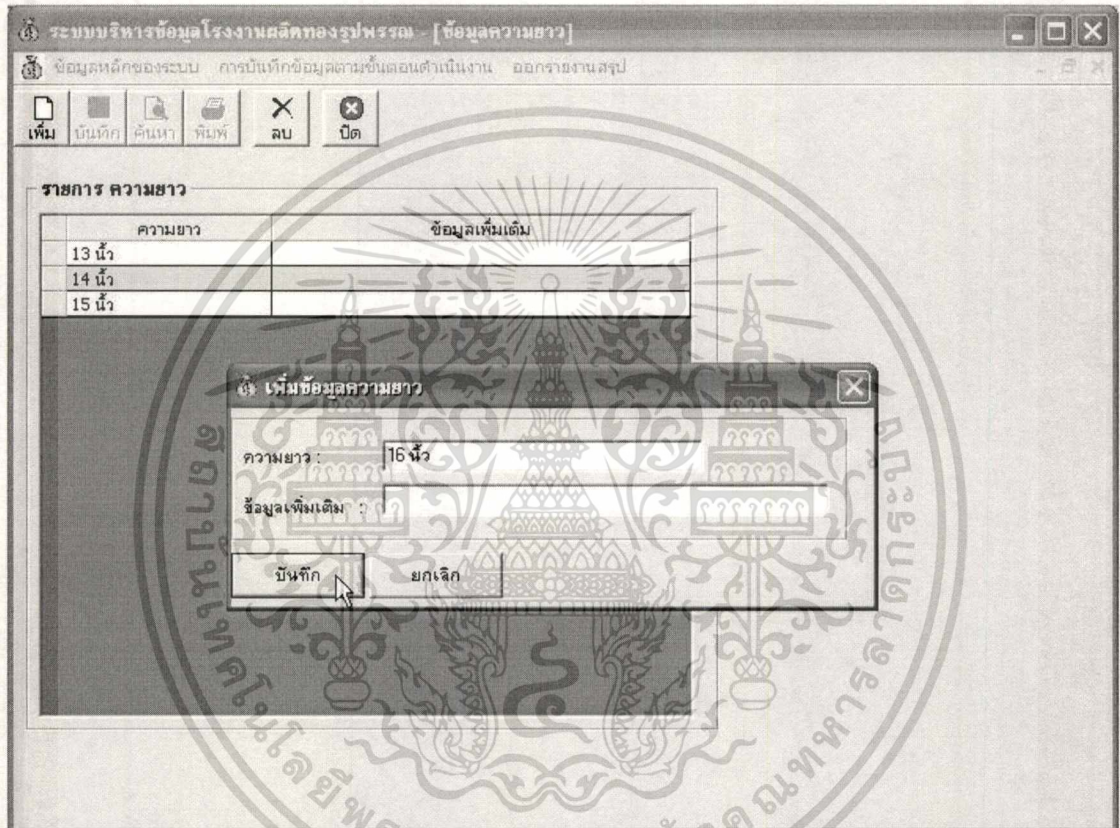 ระบบบริหารข้อมูลโรงงานผลิตทองรูปพรรณ - [ข้อมูลความยาว]
ข้อมูลหลักของระบบ การบันทึกข้อมูลตามขั้นตอนดำเนินงาน ออกรายงานสรุป
เพิ่ม บันทึก ค้นหา พิมพ์ ลบ ปิด
รายการ ความยาว
ความยาว ข้อมูลเพิ่มเติม
13 นิ้ว
14 นิ้ว
15 นิ้ว
เพิ่มข้อมูลความยาว
ความยาว : 16 นิ้ว
ข้อมูลเพิ่มเติม :
บันทึก ยกเลิก